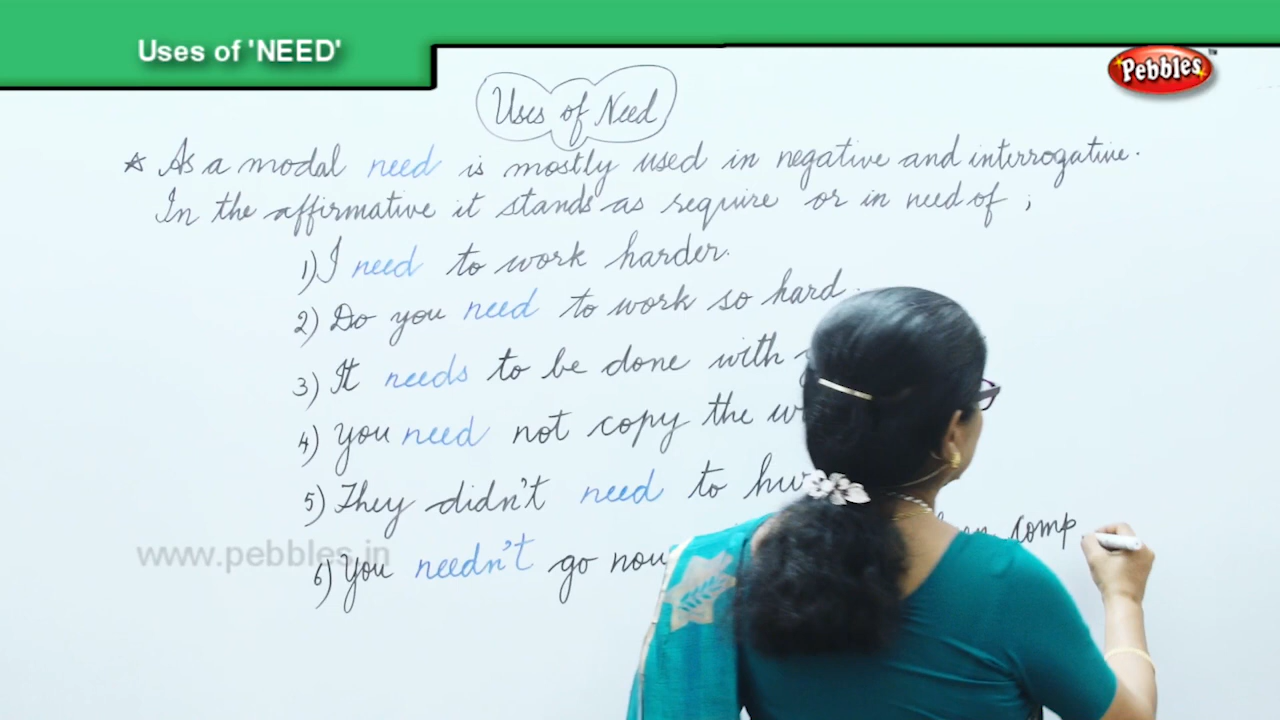 Uses of 'NEED'
Pebbles™
Uses of Need
* As a modal need is mostly used in negative and interrogative.
In the affirmative it stands as require or in need of ;
1) I need to work harder.
2) Do you need to work so hard.
3) It needs to be done with
4) You need not copy the
5) They didn't need to
6) You needn't go now
comp
www.pebbles.in